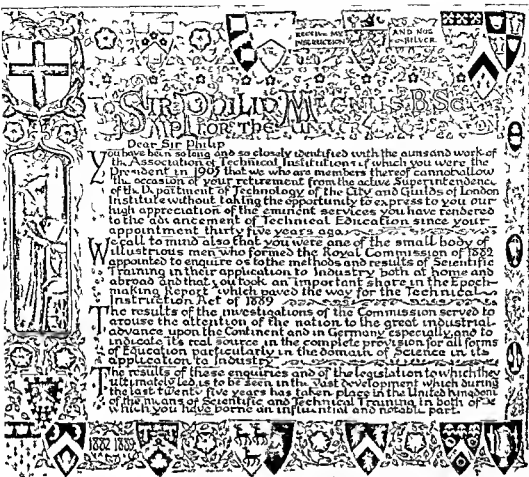 RECEIVE MY INSTRUCTION
AND NOT SILVER
TO SIR PHILIP MAGNUS. B.Sc.
M.P. FOR THE
Dear Sir Philip
You have been so long and so closely identified with the aims and work of
the Association of Technical Institutions of which you were the
President in 1905 that we who are members thereof cannot allow
the occasion of your retirement from the active Superintendence
of the Department of Technology of the City and Guilds of London
Institute without taking the opportunity to express to you our
high appreciation of the eminent services you have rendered
to the advancement of Technical Education since your
appointment thirty five years ago.
We call to mind also that you were one of the small body of
illustrious men who formed the Royal Commission of 1882
appointed to enquire os to the methods and results of Scientific
Training in their application to Industry both at home and
abroad and that you took an important share in the Epoch-
making Report which paved the way for the Technical
Instruction Act of 1889
The results of the investigations of the Commission served to
arouse the attention of the nation to the great industrial
advance upon the Continent and in Germany especially, and to
indicate its real source in the complete provision for all forms
of Education particularly in the domain of Science in its
application to Industry
The results of these enquiries and of the legislation to which they
ultimately led, is to be seen in the vast development which during
the last twenty five years has taken place in the United Kingdom
of the means of Scientific and Technical Training, in both of
which you have borne an influential and notable part.
1882 1889